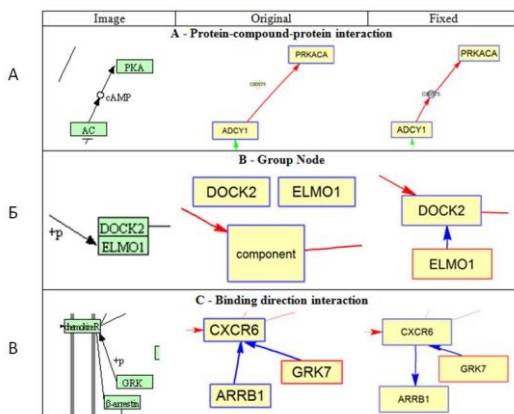 Image Original Fixed
A - Protein-compound-protein interaction
А
PKA
cAMP
AC
PRKACA
ADCY1
PRKACA
ADCY1
B - Group Node
Б
+p
DOCK2
ELMO1
DOCK2 ELMO1
component
DOCK2
ELMO1
C - Binding direction interaction
В
chemokineR
+p
GRK
β-arrestin
CXCR6
GRK7
ARRB1
CXCR6
GRK7
ARRB1